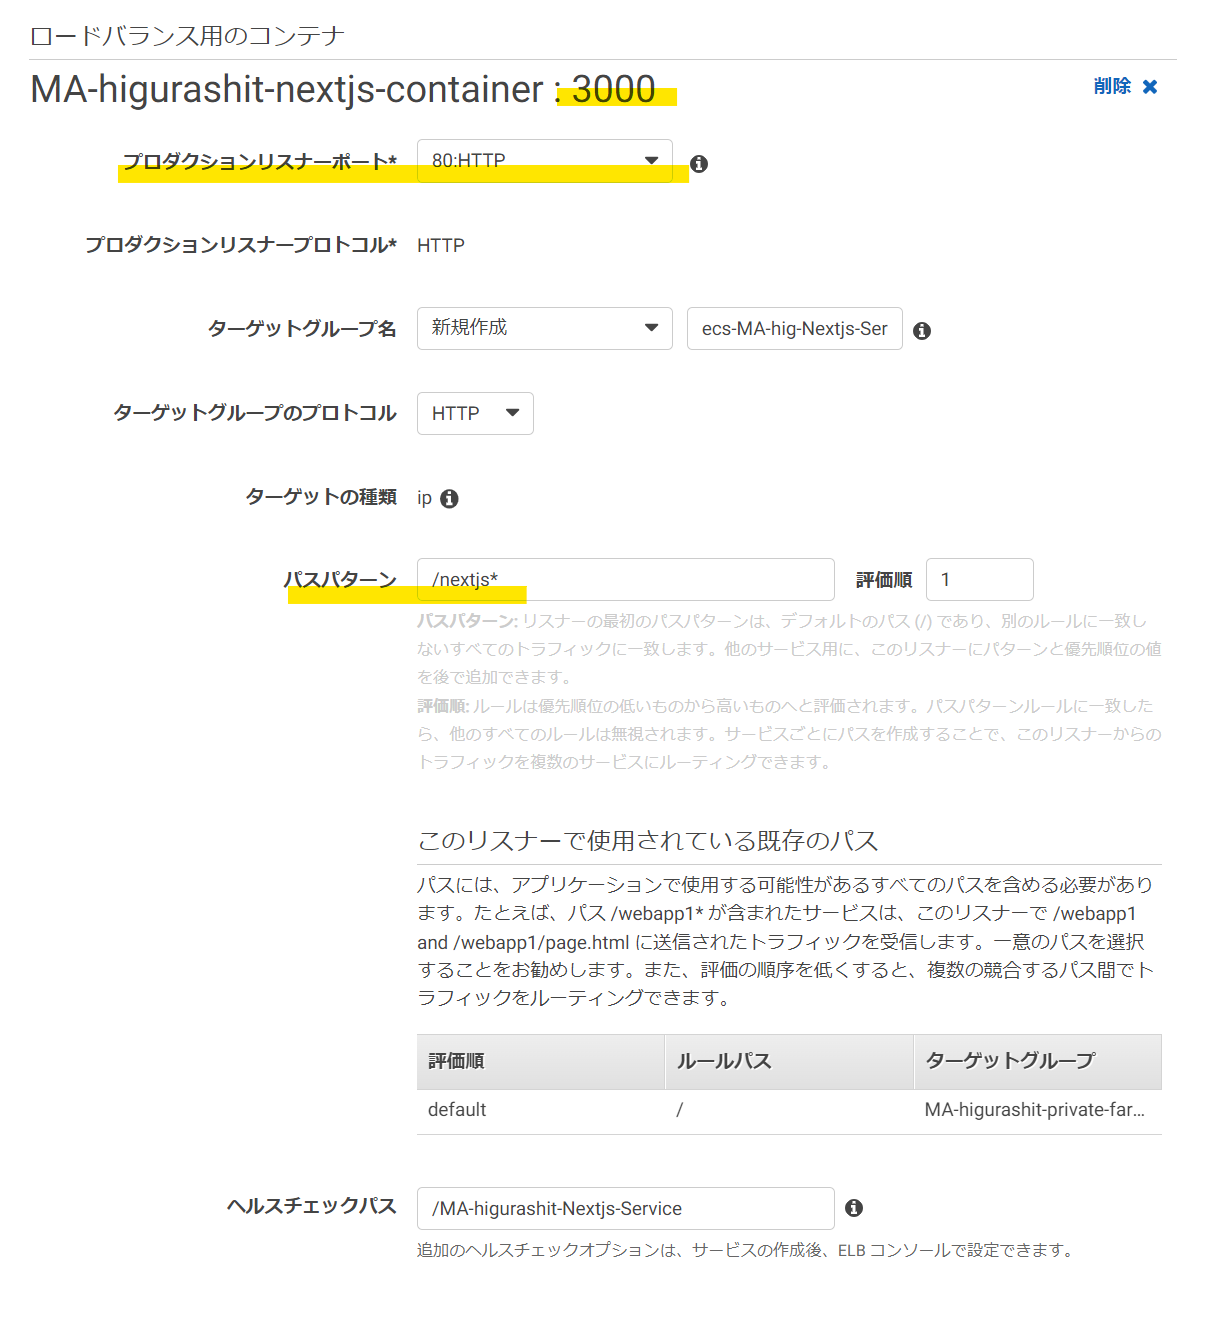 ロードバランス用のコンテナ
MA-higurashit-nextjs-container : 3000
削除
プロダクションリスナーポート* 80:HTTP
プロダクションリスナープロトコル* HTTP
ターゲットグループ名 新規作成 ecs-MA-hig-Nextjs-Ser
ターゲットグループのプロトコル HTTP
ターゲットの種類 ip
パスパターン /nextjs* 評価順 1
パスパターン: リスナーの最初のパスパターンは、デフォルトのパス (/) であり、別のルールに一致し
ないすべてのトラフィックに一致します。他のサービス用に、このリスナーにパターンと優先順位の値
を後で追加できます。
評価順: ルールは優先順位の低いものから高いものへと評価されます。パスパターンルールに一致した
ら、他のすべてのルールは無視されます。サービスごとにパスを作成することで、このリスナーからの
トラフィックを複数のサービスにルーティングできます。
このリスナーで使用されている既存のパス
パスには、アプリケーションで使用する可能性があるすべてのパスを含める必要があり
ます。たとえば、パス /webapp1* が含まれたサービスは、このリスナーで /webapp1
and /webapp1/page.html に送信されたトラフィックを受信します。一意のパスを選択
することをお勧めします。また、評価の順序を低くすると、複数の競合するパス間でト
ラフィックをルーティングできます。
評価順 ルールパス ターゲットグループ
default / MA-higurashit-private-far...
ヘルスチェックパス /MA-higurashit-Nextjs-Service
追加のヘルスチェックオプションは、サービスの作成後、ELB コンソールで設定できます。